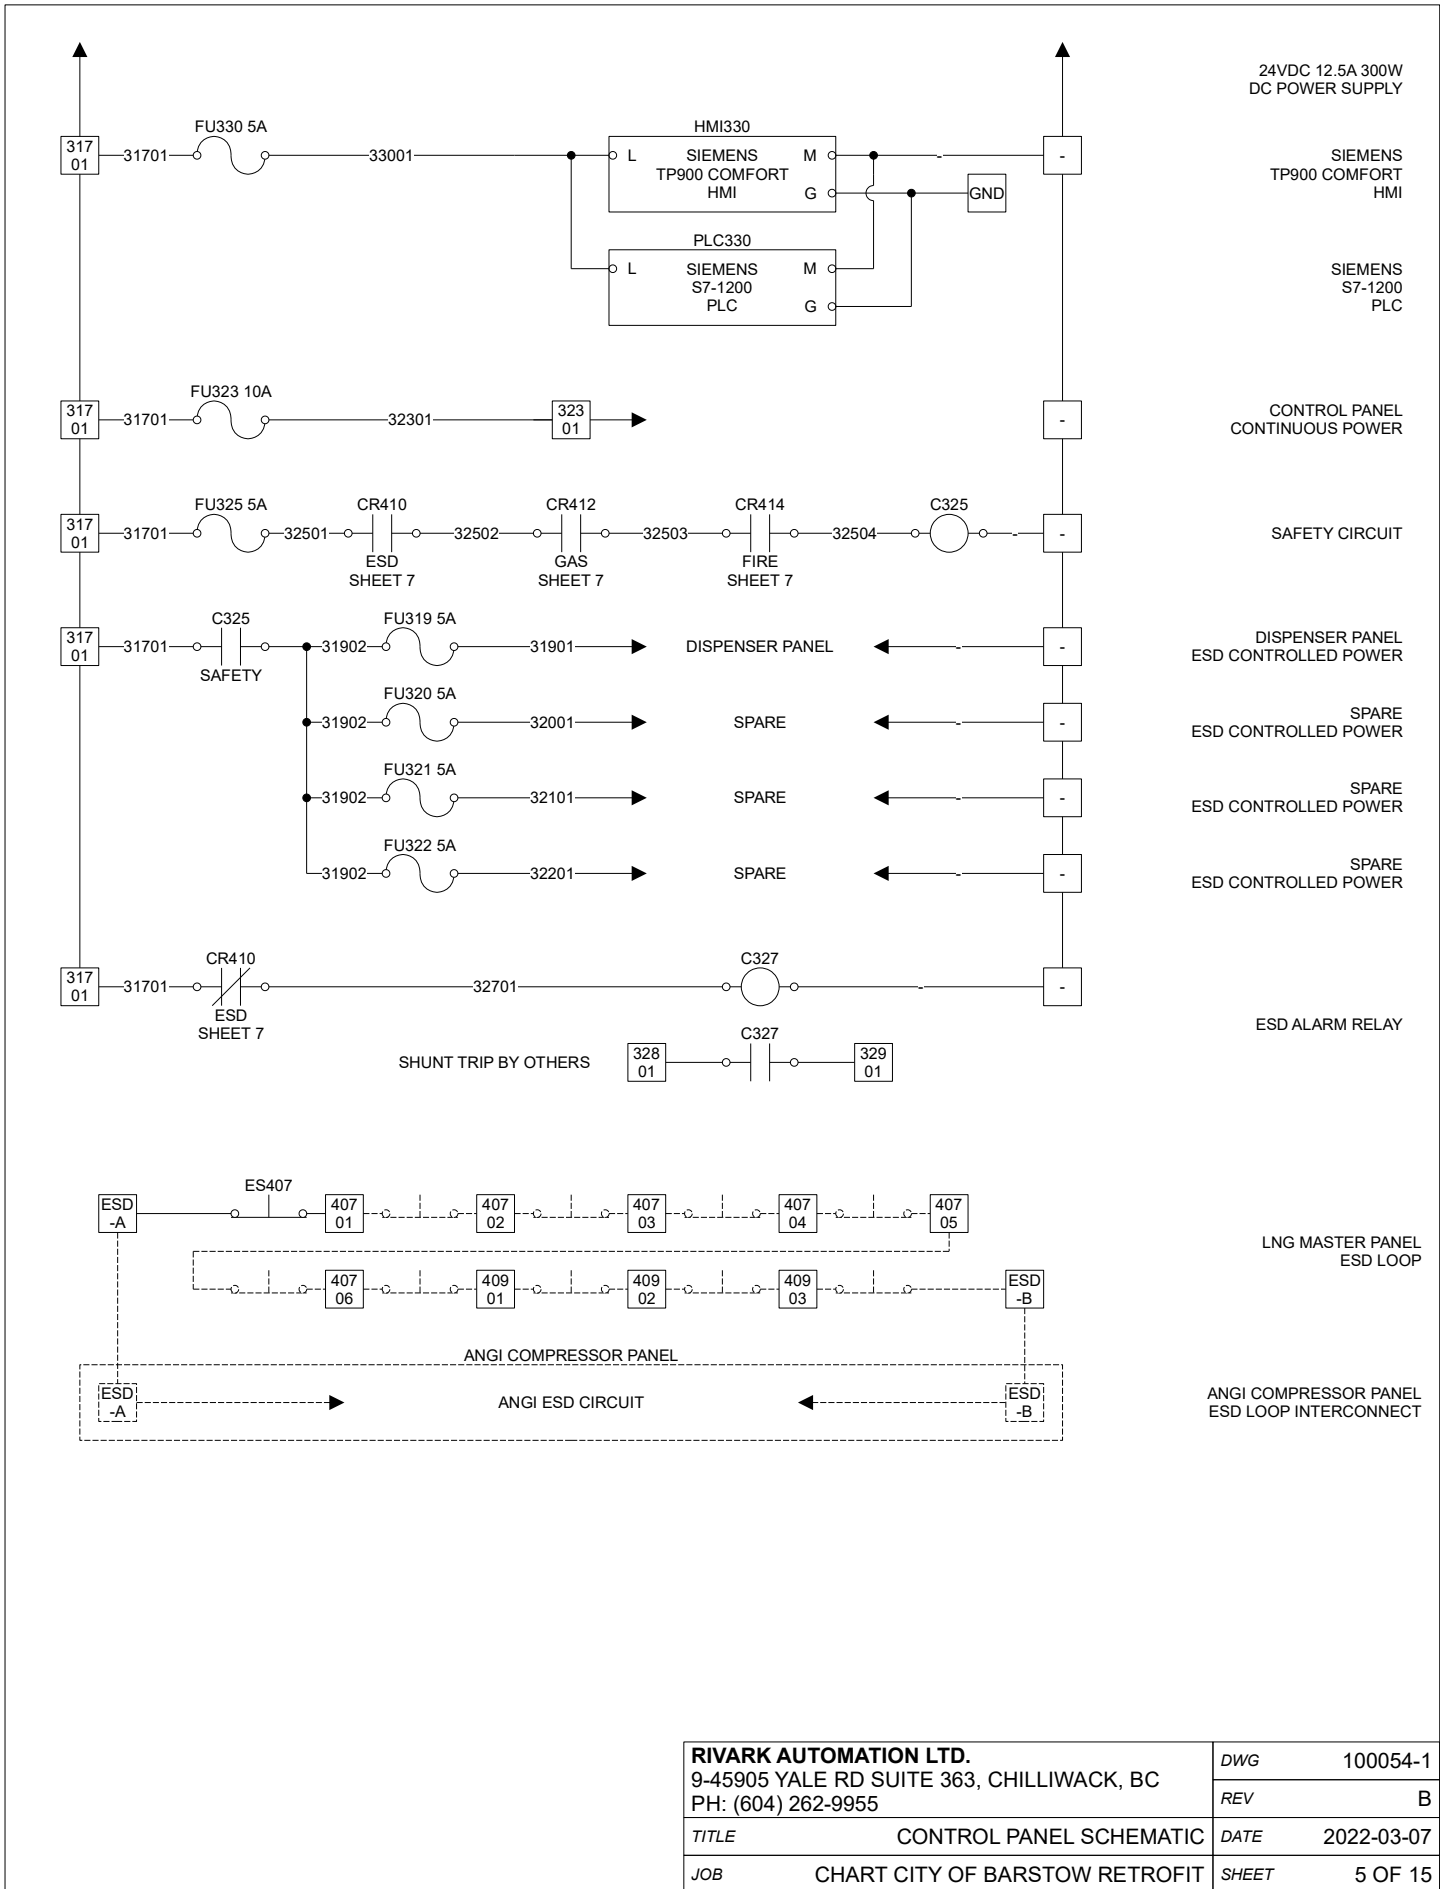 24VDC 12.5A 300W
DC POWER SUPPLY
FU330 5A
HMI330
317
01
31701
33001
L
SIEMENS
TP900 COMFORT
HMI
M
G
-
-
GND
SIEMENS
TP900 COMFORT
HMI
PLC330
L
SIEMENS
S7-1200
PLC
M
G
SIEMENS
S7-1200
PLC
FU323 10A
317
01
31701
32301
323
01
-
CONTROL PANEL
CONTINUOUS POWER
FU325 5A
CR410
CR412
CR414
C325
317
01
31701
32501
32502
32503
32504
-
-
SAFETY CIRCUIT
ESD
SHEET 7
GAS
SHEET 7
FIRE
SHEET 7
C325
FU319 5A
317
01
31701
31902
31901
DISPENSER PANEL
-
-
DISPENSER PANEL
ESD CONTROLLED POWER
SAFETY
FU320 5A
31902
32001
SPARE
-
-
SPARE
ESD CONTROLLED POWER
FU321 5A
31902
32101
SPARE
-
-
SPARE
ESD CONTROLLED POWER
FU322 5A
31902
32201
SPARE
-
-
SPARE
ESD CONTROLLED POWER
CR410
C327
317
01
31701
32701
-
-
ESD
SHEET 7
ESD ALARM RELAY
C327
SHUNT TRIP BY OTHERS
328
01
329
01
ES407
ESD
-A
407
01
407
02
407
03
407
04
407
05
LNG MASTER PANEL
ESD LOOP
407
06
409
01
409
02
409
03
ESD
-B
ANGI COMPRESSOR PANEL
ESD
-A
ANGI ESD CIRCUIT
ESD
-B
ANGI COMPRESSOR PANEL
ESD LOOP INTERCONNECT
RIVARK AUTOMATION LTD.
9-45905 YALE RD SUITE 363, CHILLIWACK, BC
PH: (604) 262-9955
DWG 100054-1
REV B
TITLE CONTROL PANEL SCHEMATIC
DATE 2022-03-07
JOB CHART CITY OF BARSTOW RETROFIT
SHEET 5 OF 15